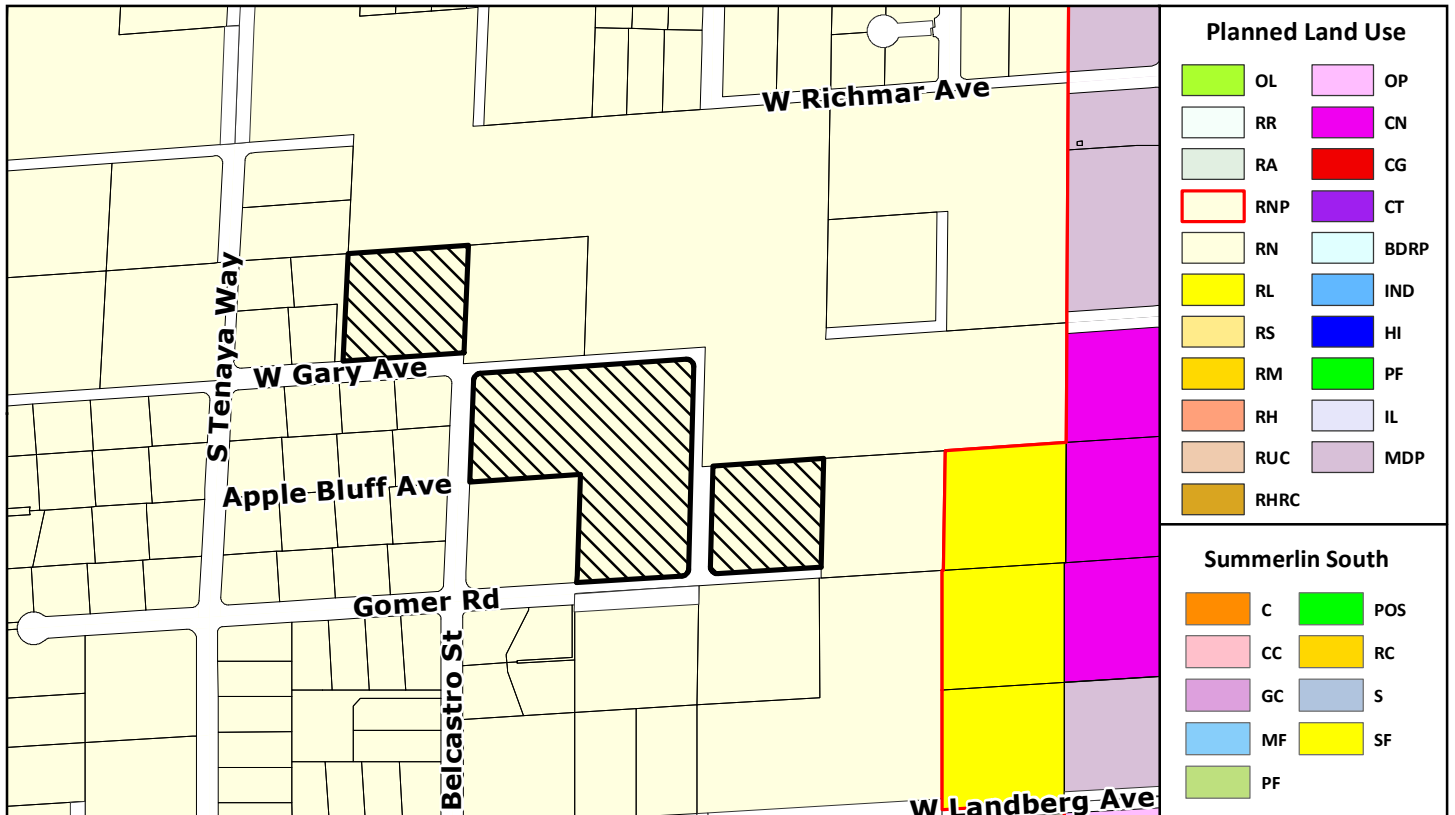 W Richmar Ave
S Tenaya Way
W Gary Ave
Apple Bluff Ave
Gomer Rd
Belcastro St
W Landberg Ave
Planned Land Use
OL OP
RR CN
RA CG
RNP CT
RN BDRP
RL IND
RS HI
RM PF
RH IL
RUC MDP
RHRC
Summerlin South
C POS
CC RC
GC S
MF SF
PF